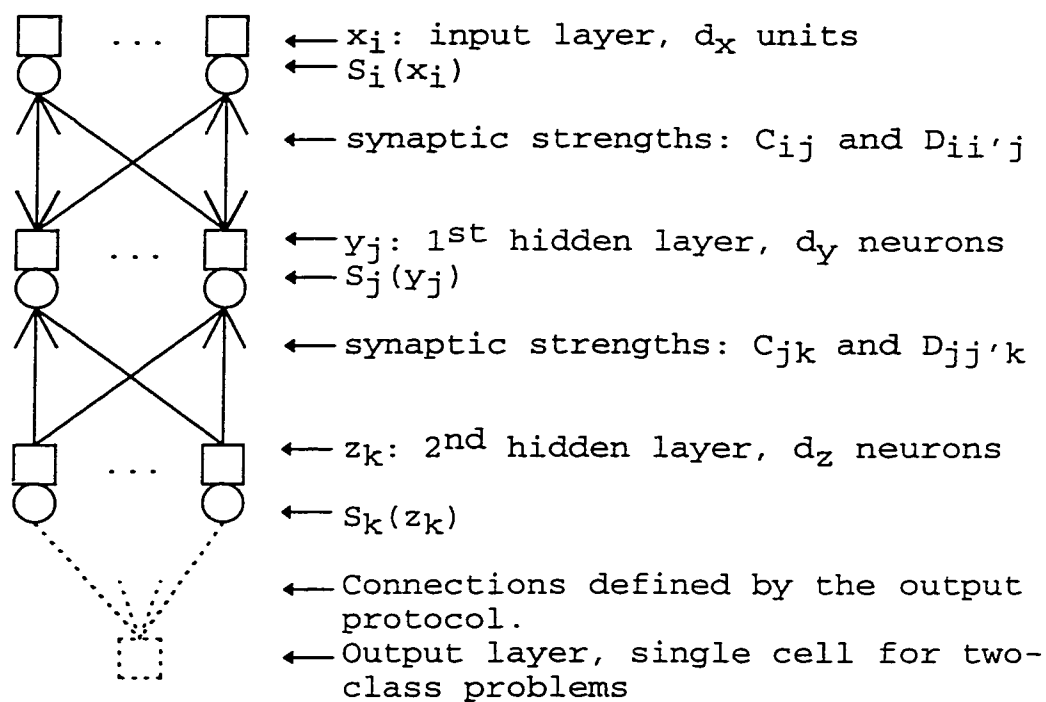 . . . xᵢ: input layer, dₓ units
Sᵢ(xᵢ)
synaptic strengths: Cᵢⱼ and Dᵢᵢ′ⱼ
. . . yⱼ: 1ˢᵗ hidden layer, d_y neurons
Sⱼ(yⱼ)
synaptic strengths: Cⱼₖ and Dⱼⱼ′ₖ
. . . zₖ: 2ⁿᵈ hidden layer, d_z neurons
Sₖ(zₖ)
Connections defined by the output
protocol.
Output layer, single cell for two-
class problems